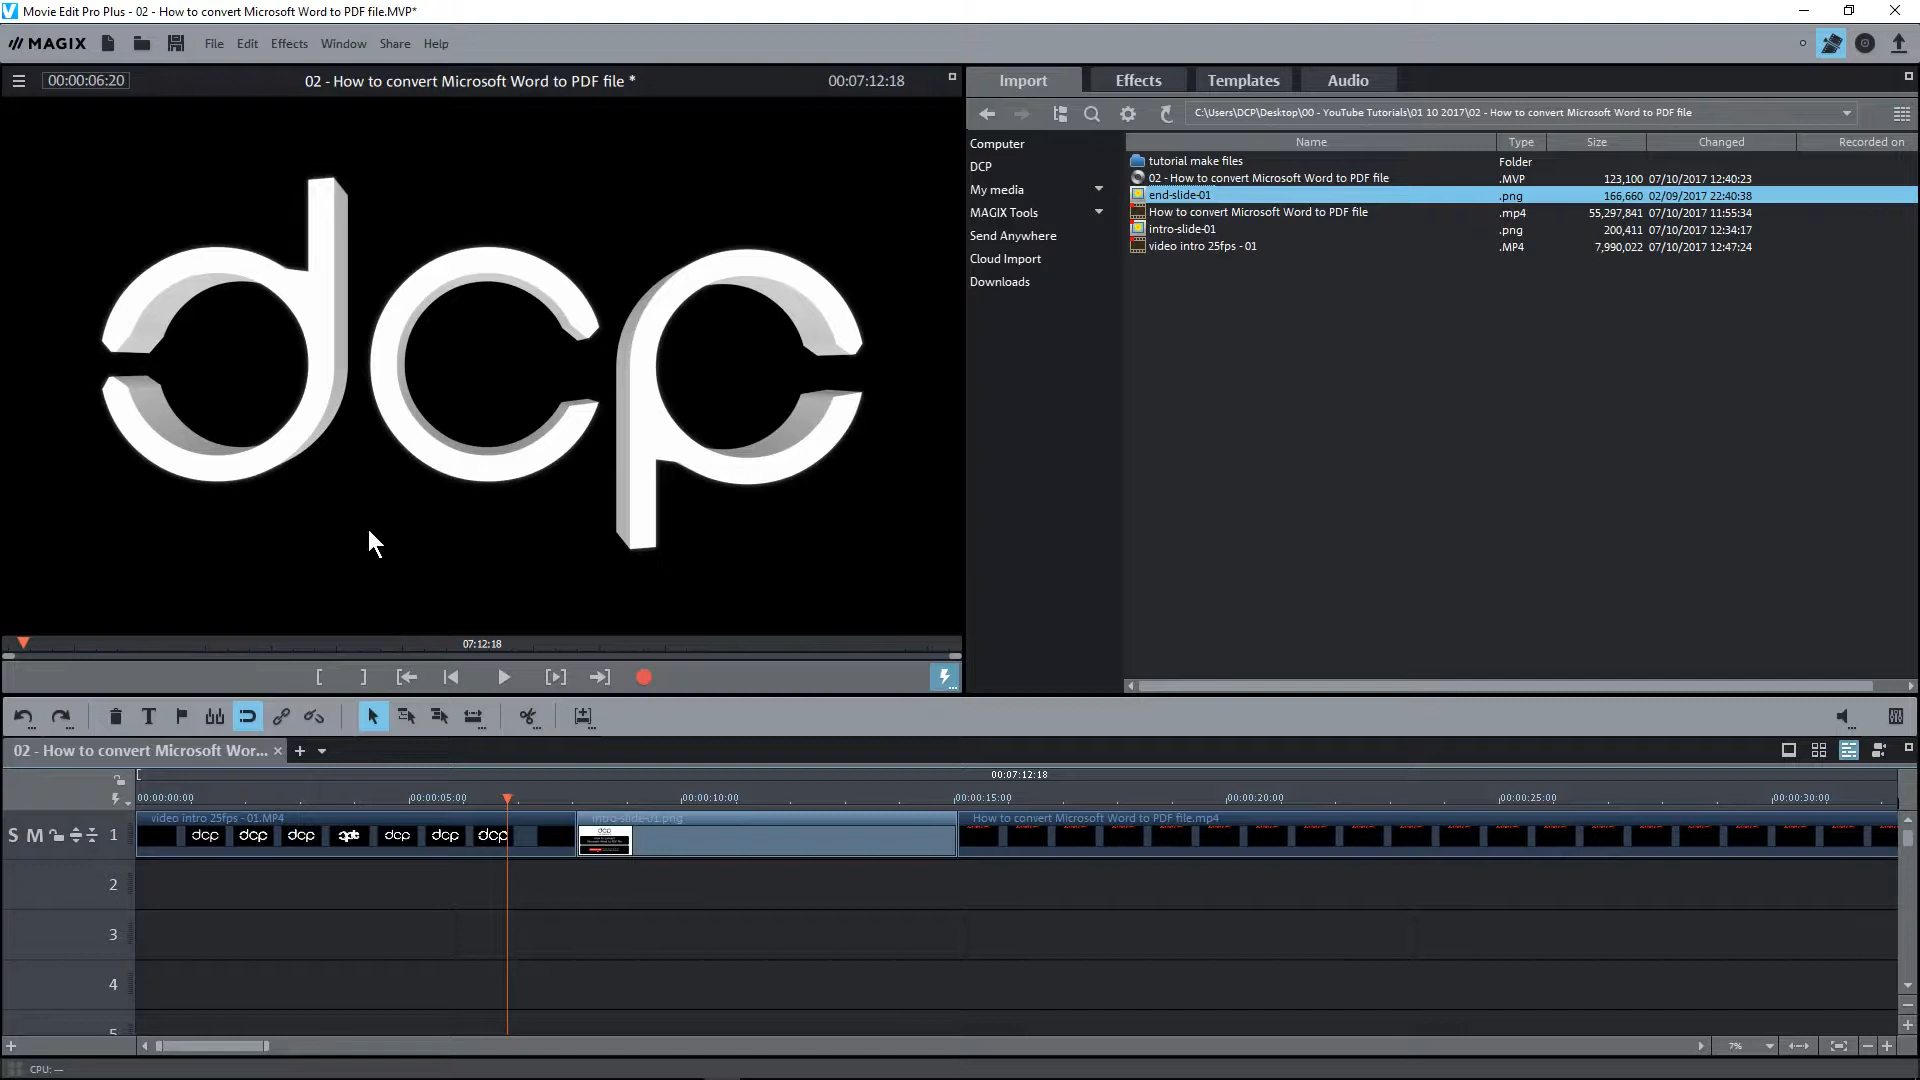 Movie Edit Pro Plus - 02 - How to convert Microsoft Word to PDF file.MVP*
MAGIX
File Edit Effects Window Share Help
00:00:06:20
02 - How to convert Microsoft Word to PDF file *
00:07:12:18
Import Effects Templates Audio
C:\Users\DCP\Desktop\00 - YouTube Tutorials\01 10 2017\02 - How to convert Microsoft Word to PDF file
Computer
DCP
My media
MAGIX Tools
Send Anywhere
Cloud Import
Downloads
Name Type Size Changed Recorded on
tutorial make files Folder
02 - How to convert Microsoft Word to PDF file .MVP 123,100 07/10/2017 12:40:23
end-slide-01 .png 166,660 02/09/2017 22:40:38
How to convert Microsoft Word to PDF file .mp4 55,297,841 07/10/2017 11:55:34
intro-slide-01 .png 200,411 07/10/2017 12:34:17
video intro 25fps - 01 .MP4 7,990,022 07/10/2017 12:47:24
dcp
07:12:18
02 - How to convert Microsoft Wor...
00:07:12:18
00:00:00:00 00:00:05:00 00:00:10:00 00:00:15:00 00:00:20:00 00:00:25:00 00:00:30:00
video intro 25fps - 01.MP4 intro-slide-01.png How to convert Microsoft Word to PDF file.mp4
S M 1
dcp dcp dcp dcp dcp dcp dcp
2
3
4
5
7%
CPU: —